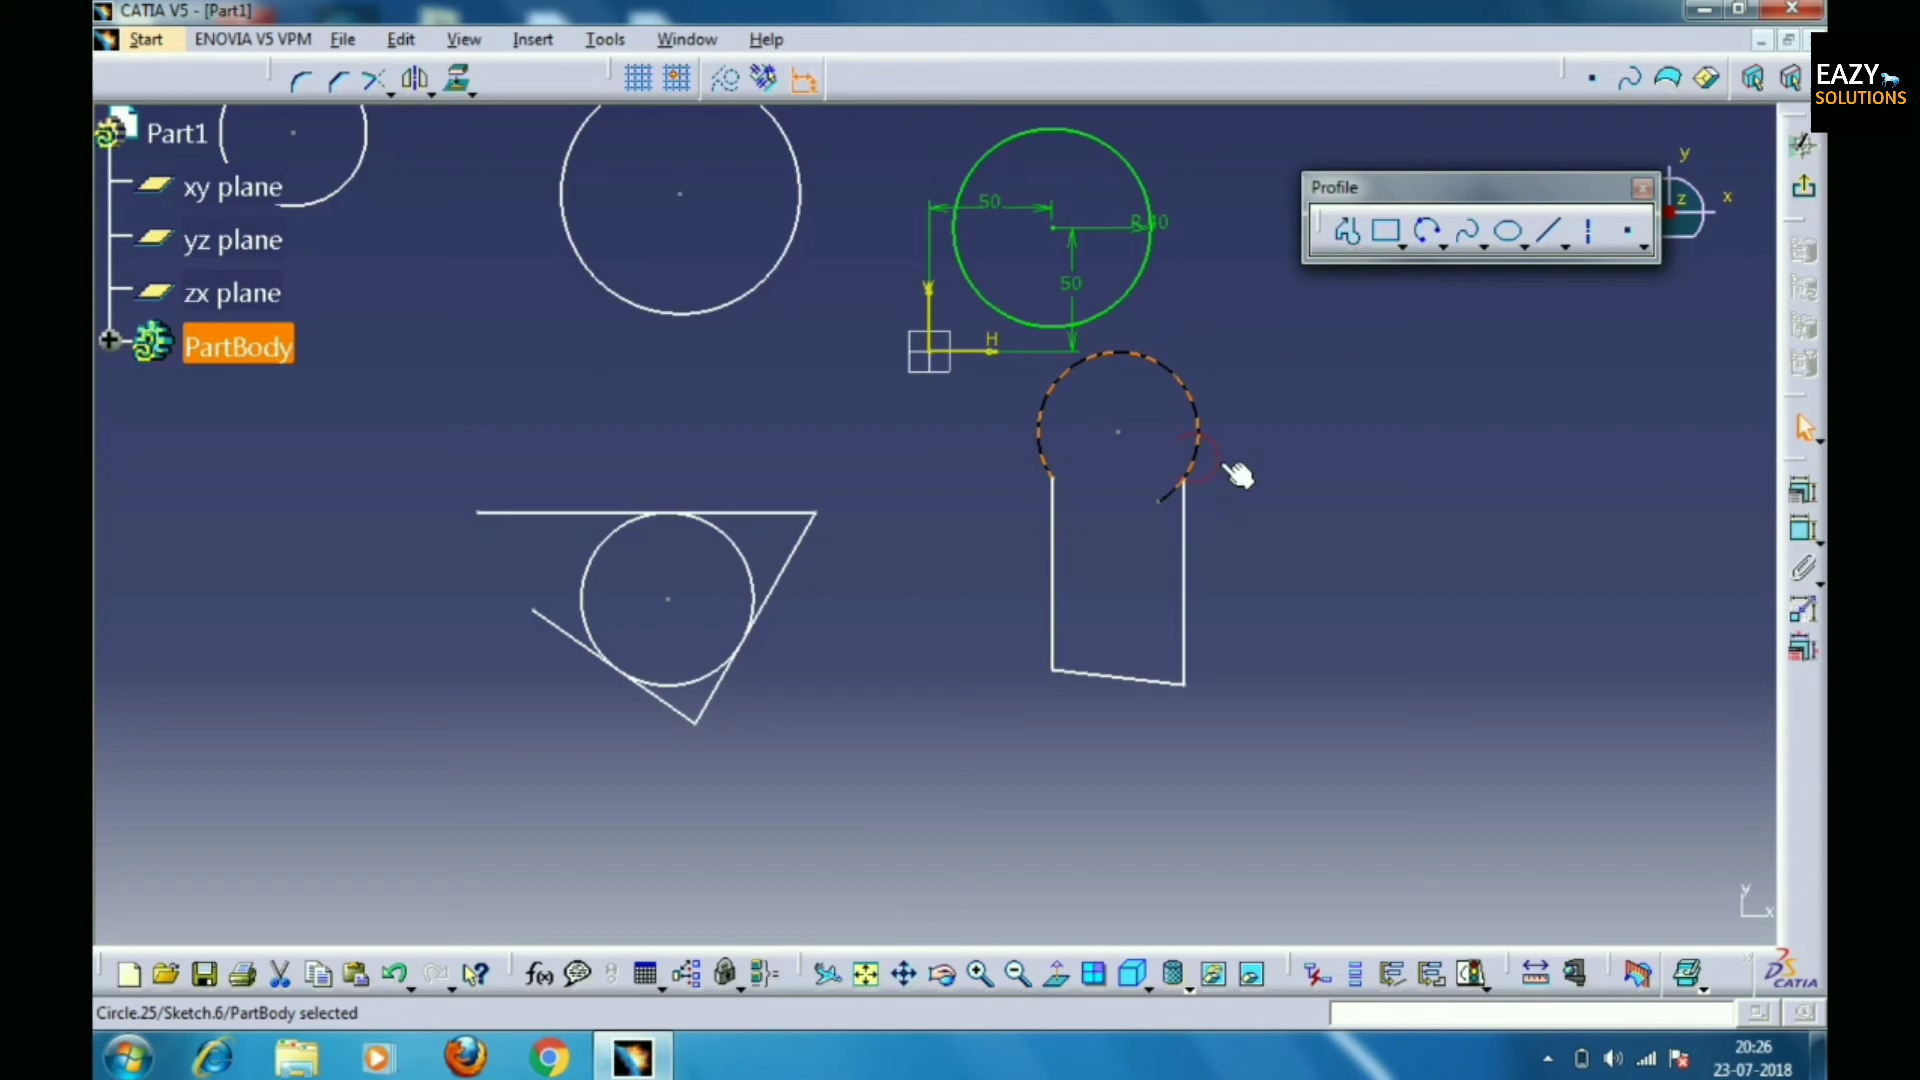 CATIA V5 - [Part1]
Start ENOVIA V5 VPM File Edit View Insert Tools Window Help
EAZY
SOLUTIONS
Part1
xy plane
yz plane
zx plane
PartBody
50
R 40
50
V
H
Profile
y
x
z
y
x
f(x)
CATIA
Circle.25/Sketch.6/PartBody selected
20:26
23-07-2018